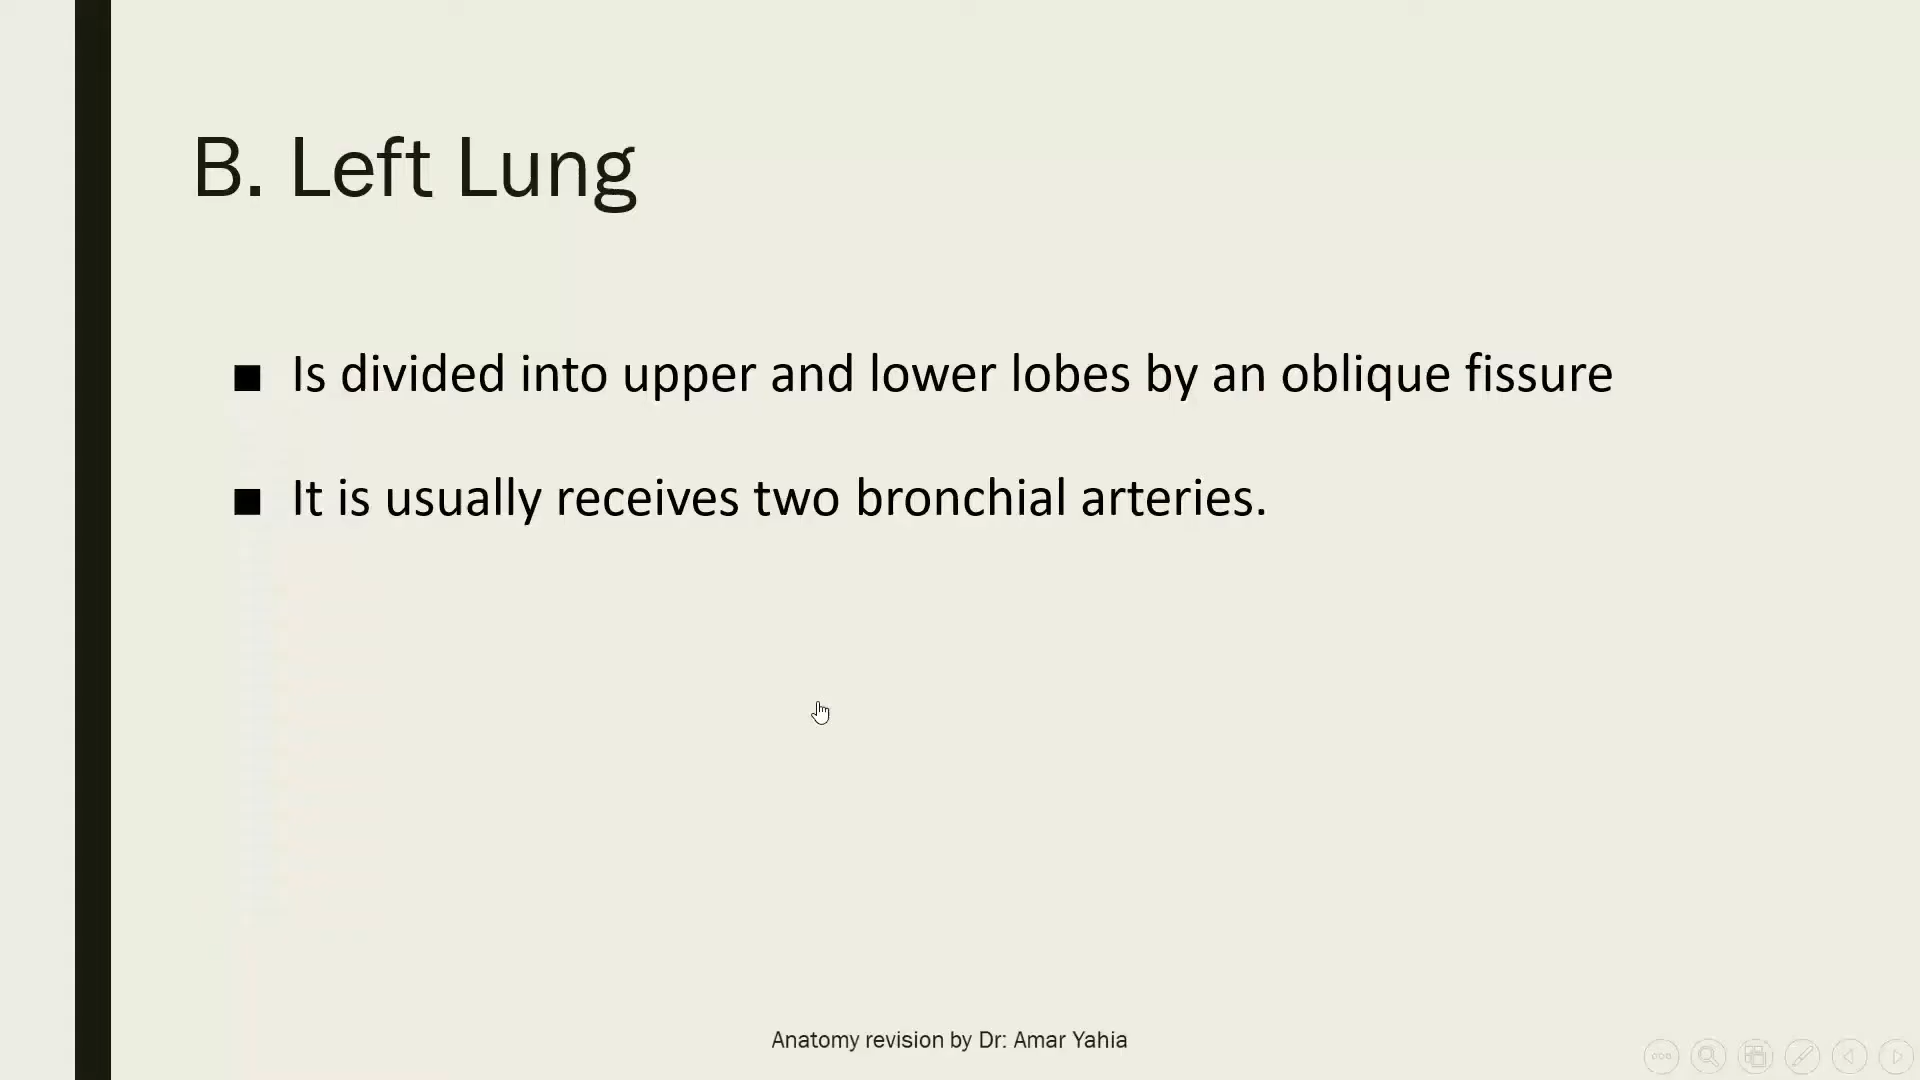 B. Left Lung
■ Is divided into upper and lower lobes by an oblique fissure
■ It is usually receives two bronchial arteries.
Anatomy revision by Dr: Amar Yahia